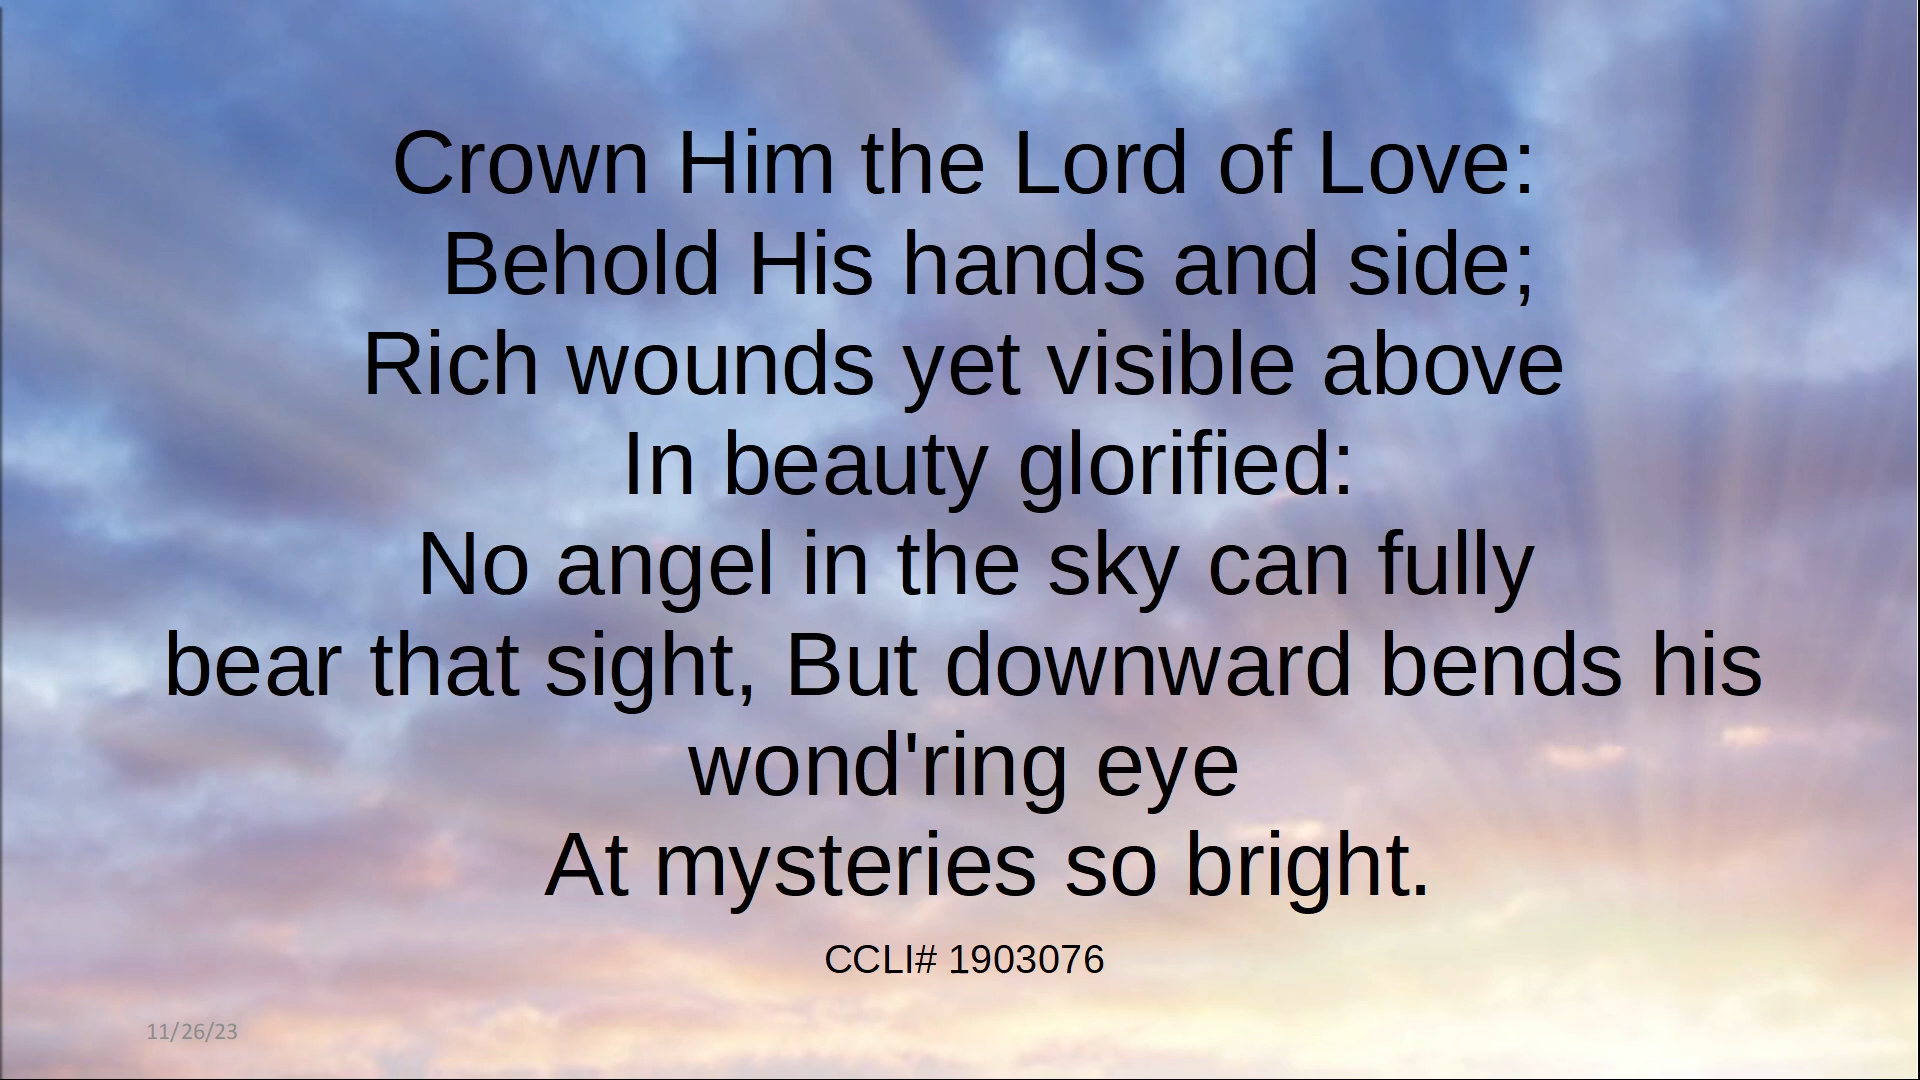 Crown Him the Lord of Love:
Behold His hands and side;
Rich wounds yet visible above
In beauty glorified:
No angel in the sky can fully
bear that sight, But downward bends his
wond'ring eye
At mysteries so bright.
CCLI# 1903076
11/26/23